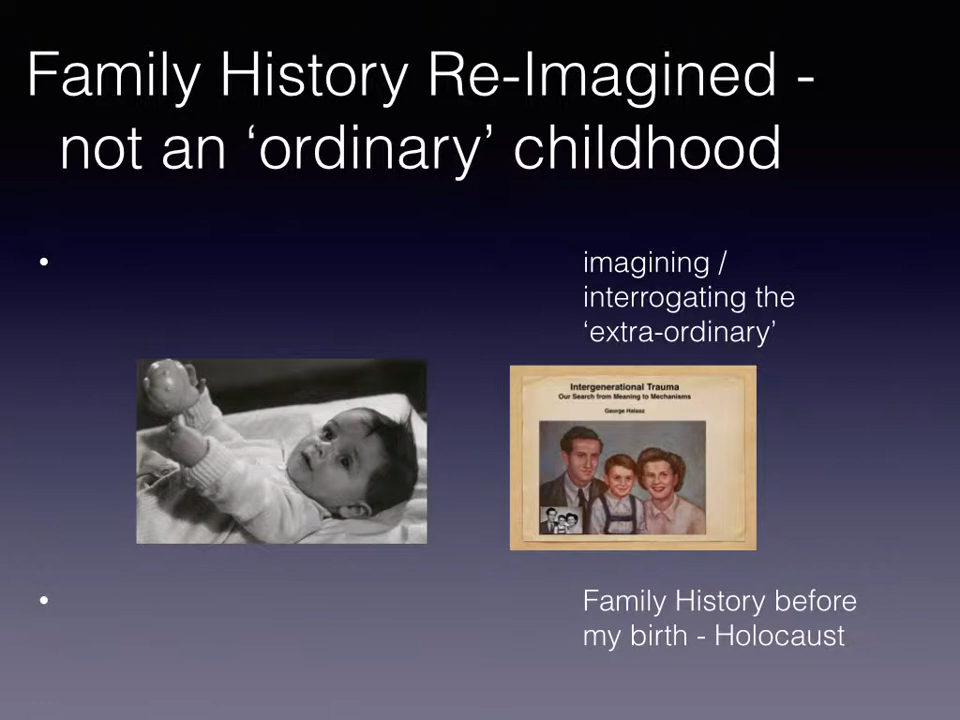 Family History Re-Imagined -
not an ‘ordinary’ childhood
• imagining /
interrogating the
‘extra-ordinary’
Intergenerational Trauma
Our Search from Meaning to Mechanisms
George Halasz
• Family History before
my birth - Holocaust